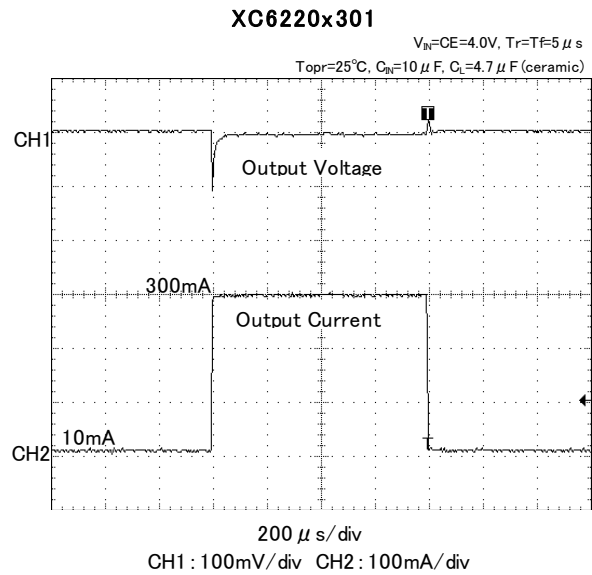 XC6220x301
VIN=CE=4.0V, Tr=Tf=5μs
Topr=25℃, CIN=10μF, CL=4.7μF(ceramic)
T
CH1
Output Voltage
300mA
Output Current
10mA
CH2
200μs/div
CH1:100mV/div CH2:100mA/div